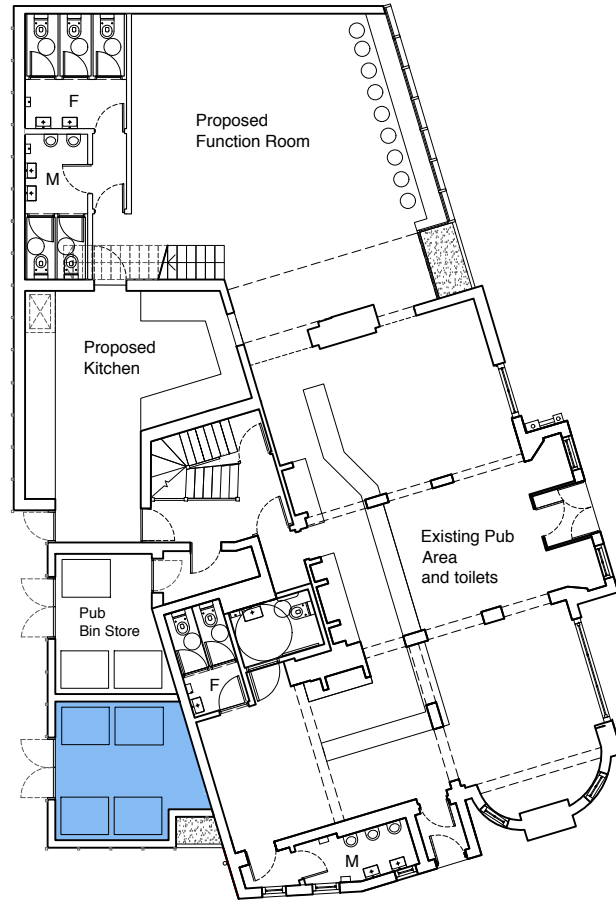 F
Proposed
Function Room
M
Proposed
Kitchen
Existing Pub
Area
and toilets
Pub
Bin Store
F
M